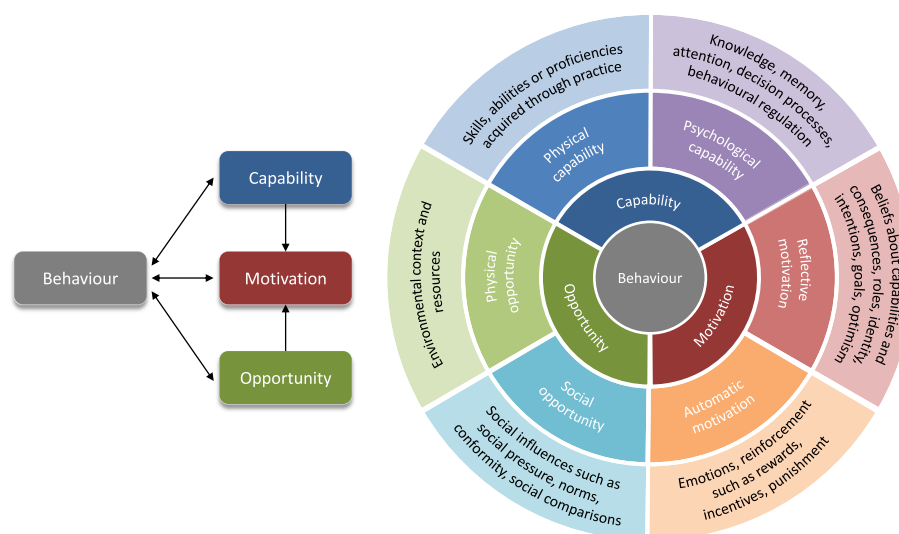 Capability
Behaviour
Motivation
Opportunity
Skills, abilities or proficiencies
acquired through practice
Knowledge, memory,
attention, decision processes,
behavioural regulation
Physical
capability
Psychological
capability
Capability
Environmental context and
resources
Physical
opportunity
Opportunity
Behaviour
Motivation
Reflective
motivation
Beliefs about capabilities and
consequences, roles, identity,
intentions, goals, optimism
Social
opportunity
Automatic
motivation
Social influences such as
social pressure, norms,
conformity, social comparisons
Emotions, reinforcement
such as rewards,
incentives, punishment